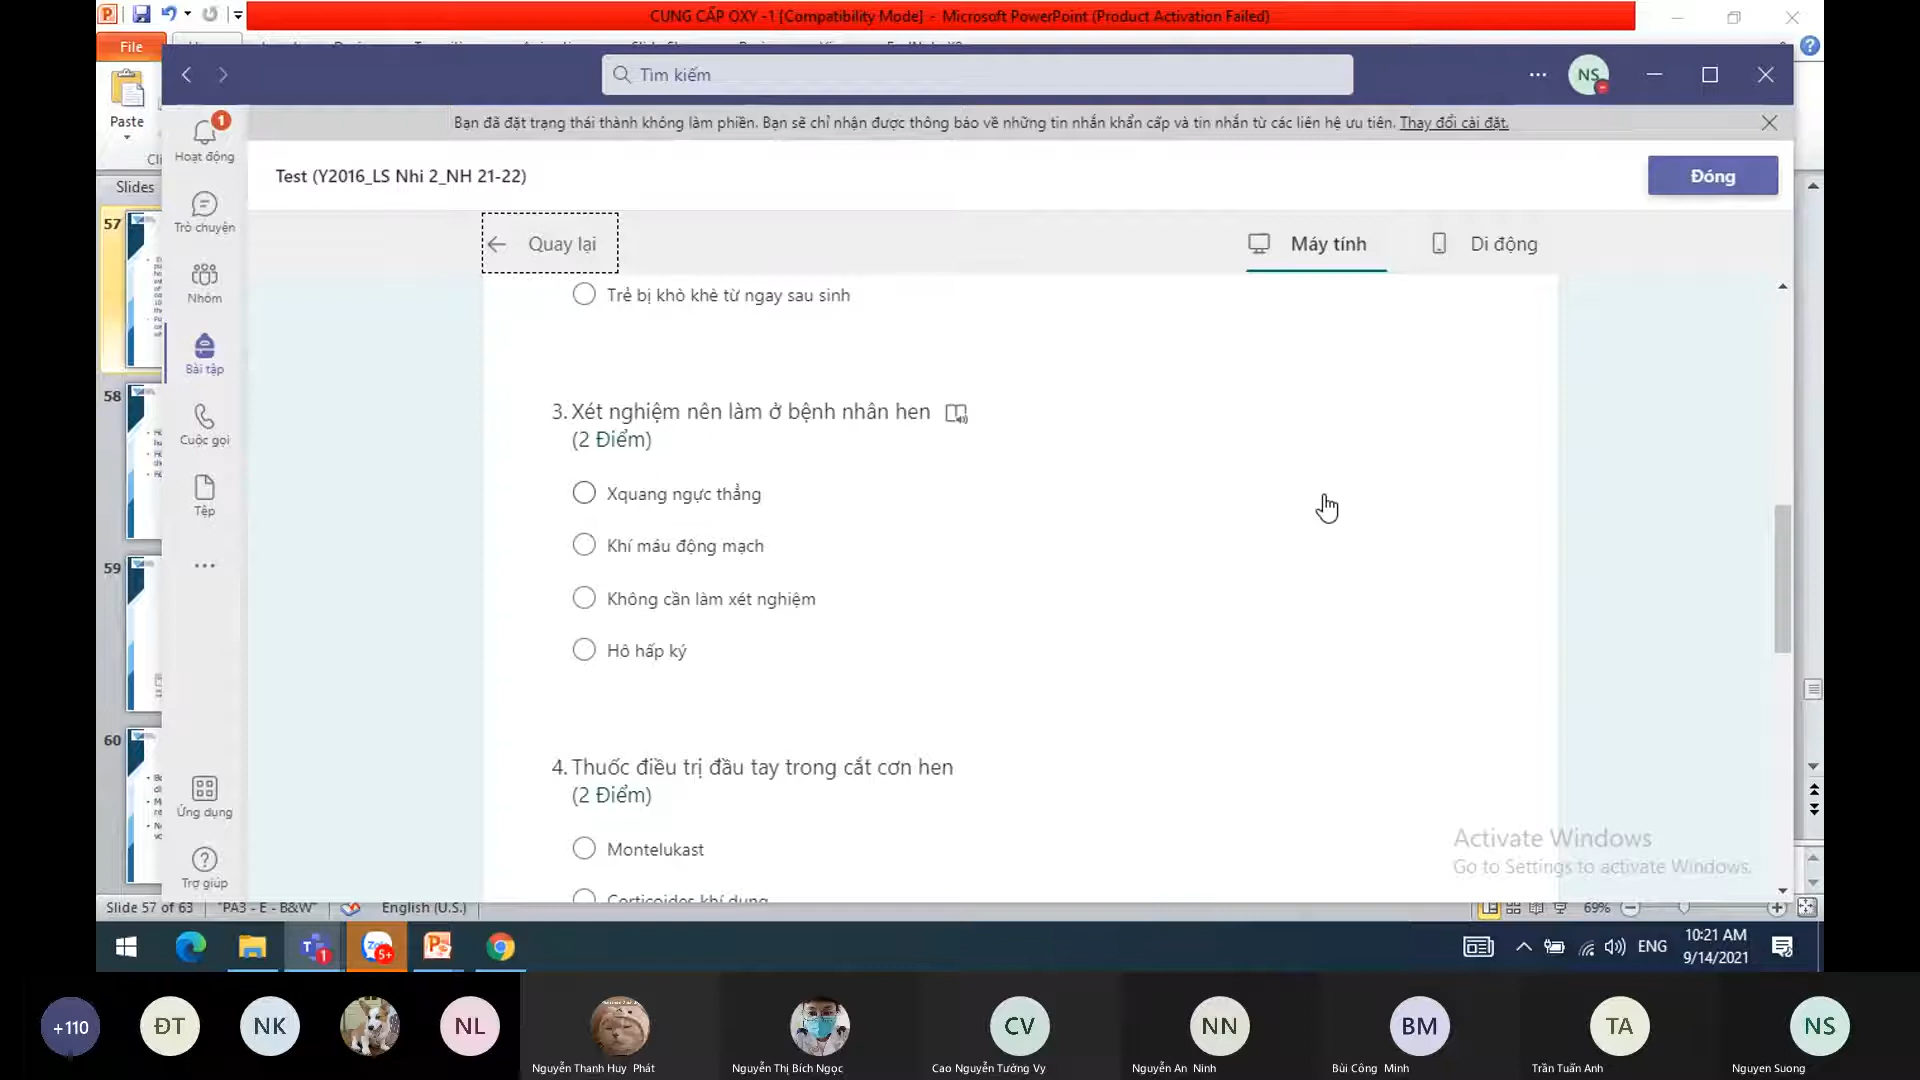 CUNG CẤP OXY -1 [Compatibility Mode] - Microsoft PowerPoint (Product Activation Failed)
File
Tìm kiếm
NS
Paste
1
Hoạt động
Bạn đã đặt trạng thái thành không làm phiền. Bạn sẽ chỉ nhận được thông báo về những tin nhắn khẩn cấp và tin nhắn từ các liên hệ ưu tiên. Thay đổi cài đặt.
Test (Y2016_LS Nhi 2_NH 21-22)
Đóng
Slides
Trò chuyện
57
Quay lại
Máy tính
Di động
Nhóm
Trẻ bị khò khè từ ngay sau sinh
Bài tập
58
3. Xét nghiệm nên làm ở bệnh nhân hen
(2 Điểm)
Cuộc gọi
Xquang ngực thẳng
Tệp
Khí máu động mạch
59
Không cần làm xét nghiệm
Hô hấp ký
60
4. Thuốc điều trị đầu tay trong cắt cơn hen
(2 Điểm)
Ứng dụng
Montelukast
Activate Windows
Go to Settings to activate Windows.
Trợ giúp
Corticoides khí dung
Slide 57 of 63
"PA3 - E - B&W"
English (U.S.)
69%
1
Zalo
5+
ENG
10:21 AM
9/14/2021
+110
ĐT
NK
NL
CV
NN
BM
TA
NS
Nguyễn Thanh Huy Phát
Nguyễn Thị Bích Ngọc
Cao Nguyễn Tường Vy
Nguyễn An Ninh
Bùi Công Minh
Trần Tuấn Anh
Nguyen Suong